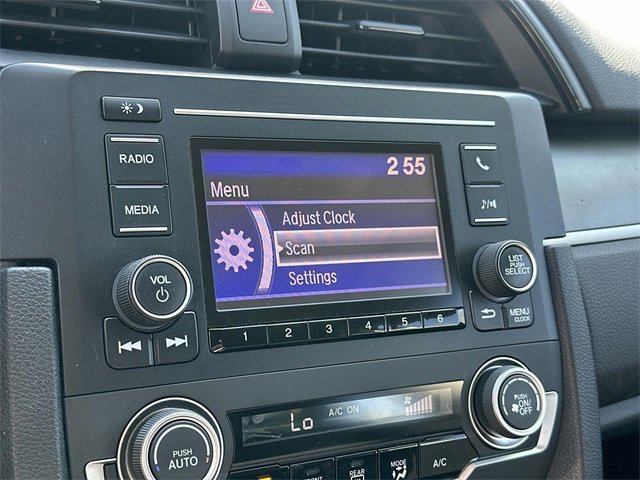 RADIO
MEDIA
VOL
2 55
Menu
Adjust Clock
Scan
Settings
LIST
PUSH
SELECT
MENU
CLOCK
1 2 3 4 5 6
Lo
A/C ON
PUSH
AUTO
PUSH
ON/
OFF
REAR
MODE
A/C